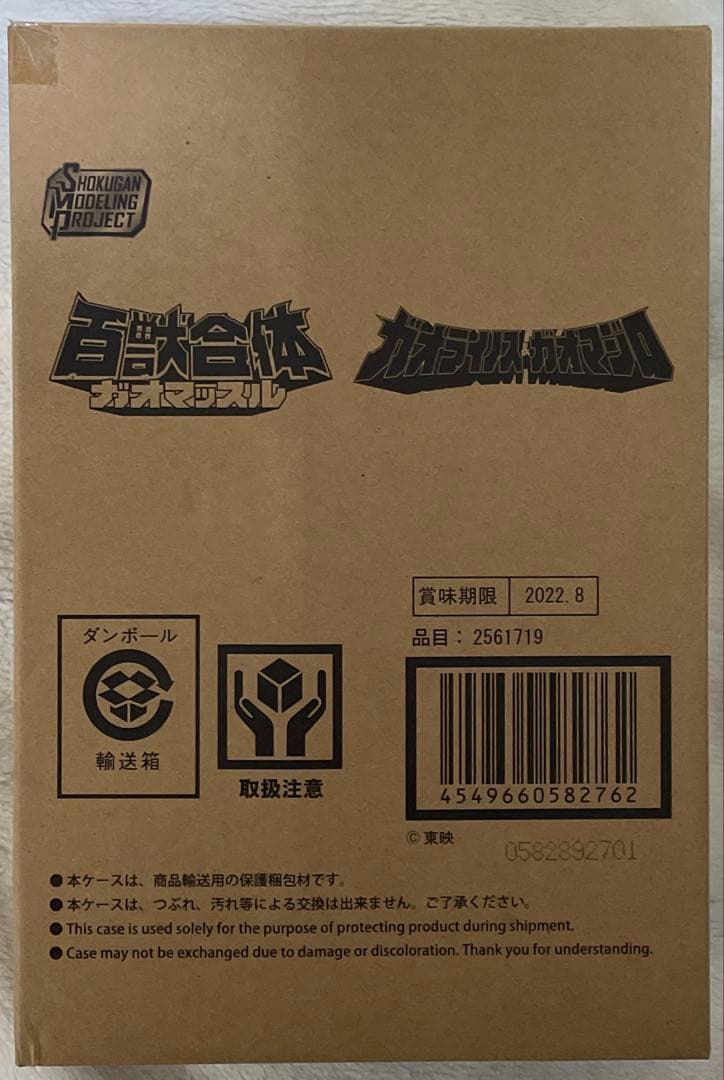 SHOKUGAN
MODELING
PROJECT
百獣合体
ガオマッスル
ガオライノス&ガオマジロ
賞味期限 2022.8
品目：2561719
ダンボール
輸送箱
取扱注意
4549660582762
©東映
0582892701
●本ケースは、商品輸送用の保護梱包材です。
●本ケースは、つぶれ、汚れ等による交換は出来ません。ご了承ください。
●This case is used solely for the purpose of protecting product during shipment.
●Case may not be exchanged due to damage or discoloration. Thank you for understanding.